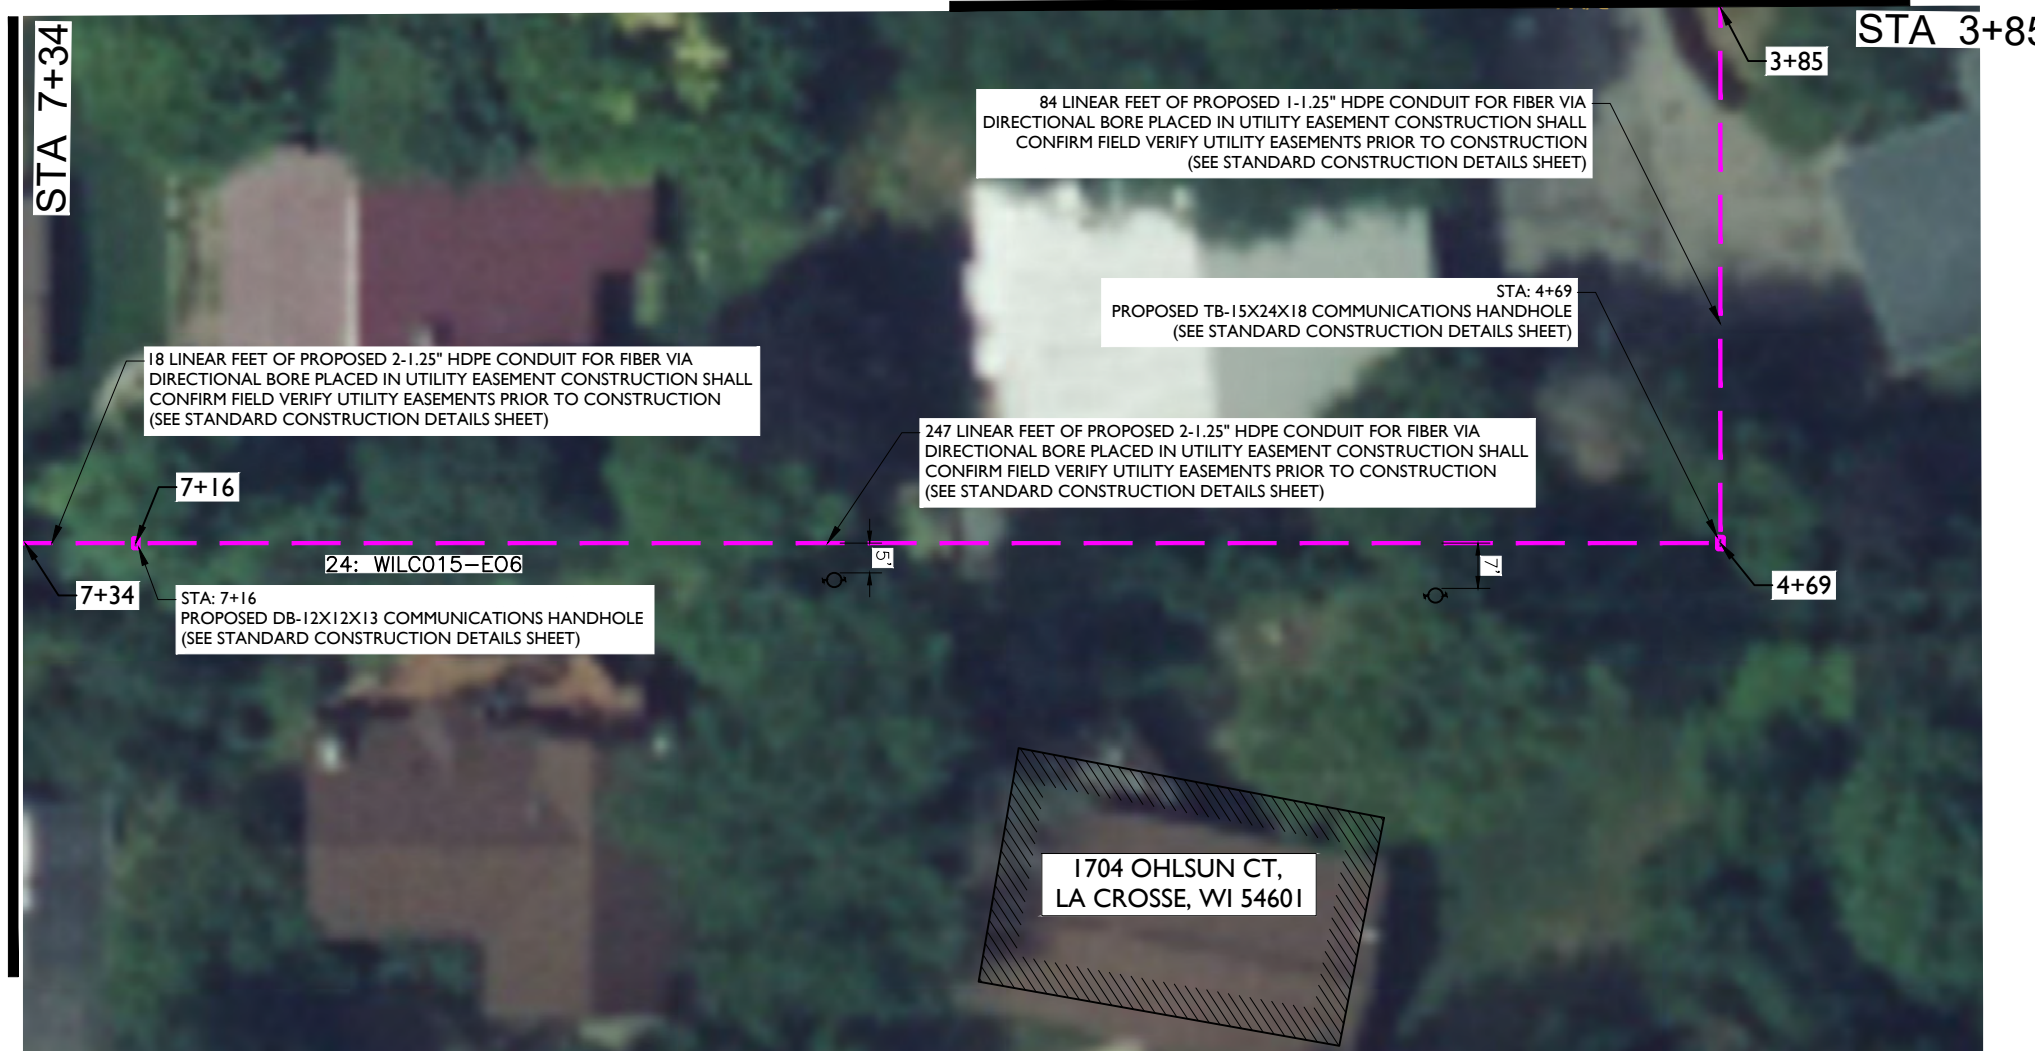 STA 7+34
STA 3+85
3+85
84 LINEAR FEET OF PROPOSED 1-1.25" HDPE CONDUIT FOR FIBER VIA
DIRECTIONAL BORE PLACED IN UTILITY EASEMENT CONSTRUCTION SHALL
CONFIRM FIELD VERIFY UTILITY EASEMENTS PRIOR TO CONSTRUCTION
(SEE STANDARD CONSTRUCTION DETAILS SHEET)
STA: 4+69
PROPOSED TB-15X24X18 COMMUNICATIONS HANDHOLE
(SEE STANDARD CONSTRUCTION DETAILS SHEET)
18 LINEAR FEET OF PROPOSED 2-1.25" HDPE CONDUIT FOR FIBER VIA
DIRECTIONAL BORE PLACED IN UTILITY EASEMENT CONSTRUCTION SHALL
CONFIRM FIELD VERIFY UTILITY EASEMENTS PRIOR TO CONSTRUCTION
(SEE STANDARD CONSTRUCTION DETAILS SHEET)
247 LINEAR FEET OF PROPOSED 2-1.25" HDPE CONDUIT FOR FIBER VIA
DIRECTIONAL BORE PLACED IN UTILITY EASEMENT CONSTRUCTION SHALL
CONFIRM FIELD VERIFY UTILITY EASEMENTS PRIOR TO CONSTRUCTION
(SEE STANDARD CONSTRUCTION DETAILS SHEET)
7+16
24: WILC015-E06
5'
7'
7+34
4+69
STA: 7+16
PROPOSED DB-12X12X13 COMMUNICATIONS HANDHOLE
(SEE STANDARD CONSTRUCTION DETAILS SHEET)
1704 OHLSUN CT,
LA CROSSE, WI 54601